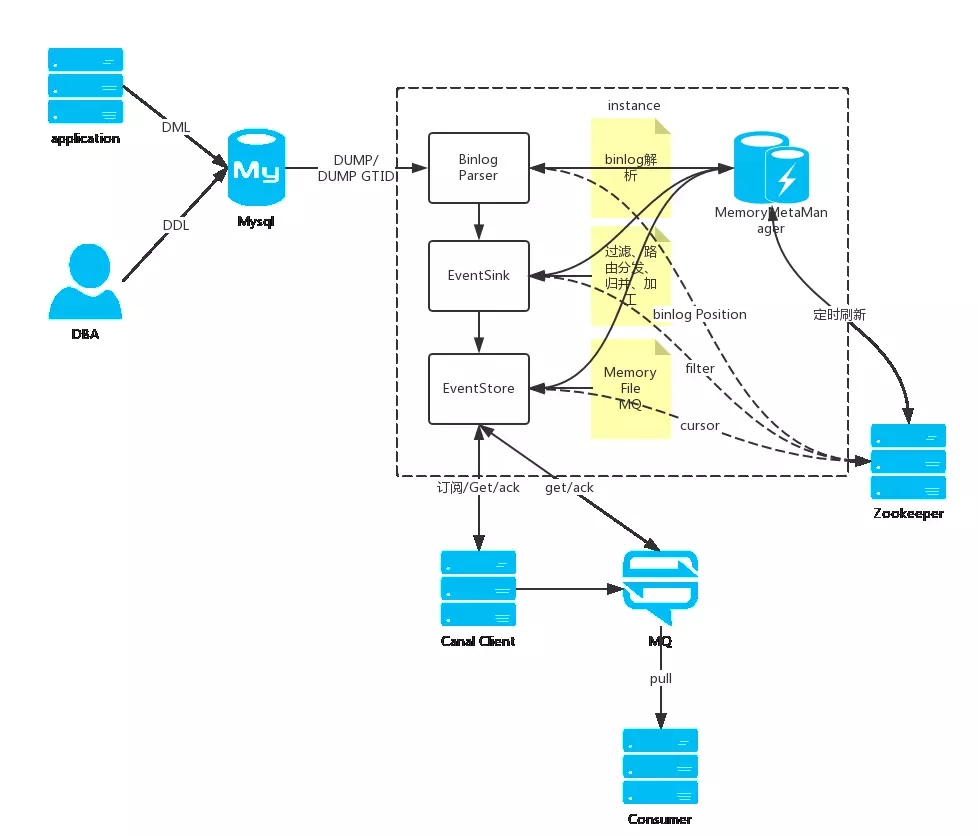 application
DML
My
Mysql
DDL
DBA
DUMP/
DUMP GTID
instance
Binlog
Parser
binlog解
析
MemoryMetaMan
ager
EventSink
过滤、路
由分发、
归并、加
工
binlog Position
定时刷新
filter
EventStore
Memory
File
MQ
cursor
Zookeeper
订阅/Get/ack
get/ack
Canal Client
MQ
pull
Consumer